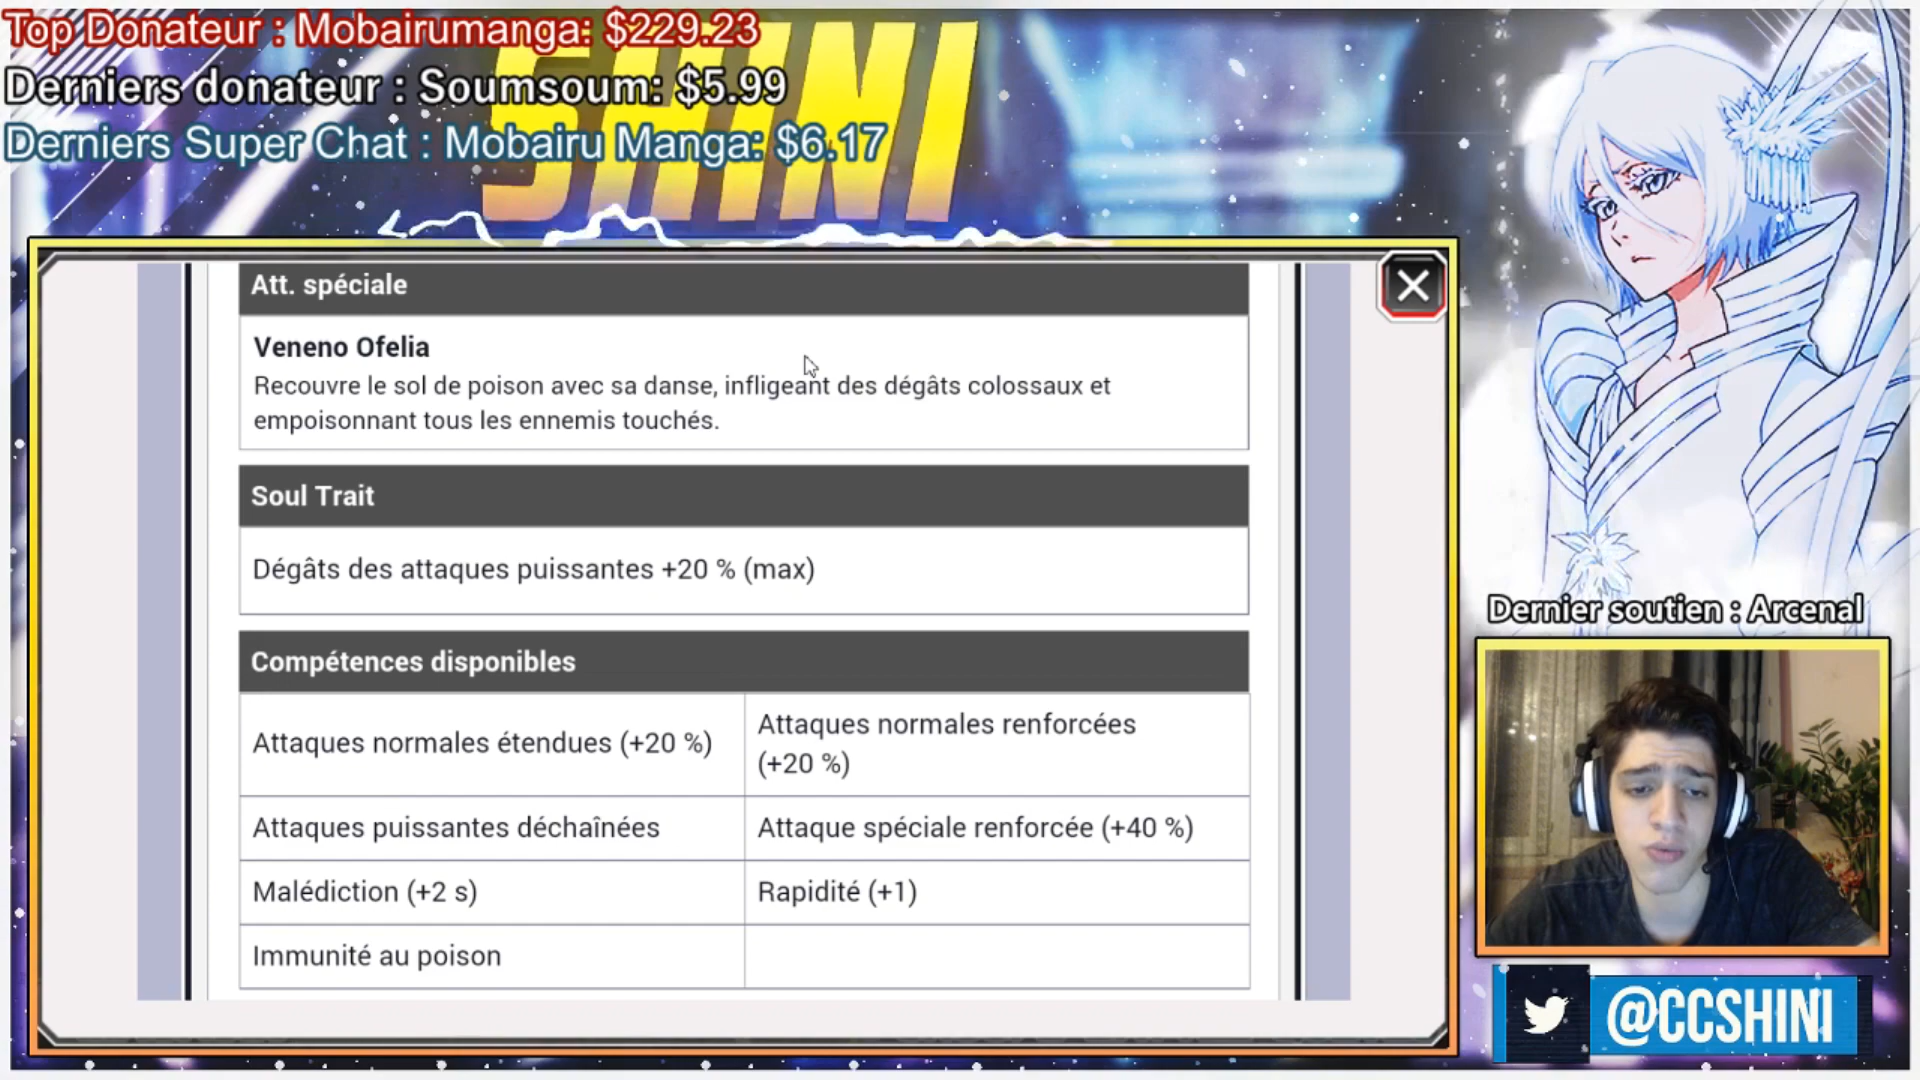 Top Donateur : Mobairumanga: $229.23
Derniers donateur : Soumsoum: $5.99
Derniers Super Chat : Mobairu Manga: $6.17
SHINI
Att. spéciale
Veneno Ofelia
Recouvre le sol de poison avec sa danse, infligeant des dégâts colossaux et
empoisonnant tous les ennemis touchés.
Soul Trait
Dégâts des attaques puissantes +20 % (max)
Compétences disponibles
Attaques normales étendues (+20 %)
Attaques normales renforcées
(+20 %)
Attaques puissantes déchaînées
Attaque spéciale renforcée (+40 %)
Malédiction (+2 s)
Rapidité (+1)
Immunité au poison
Dernier soutien : Arcenal
@CCSHINI